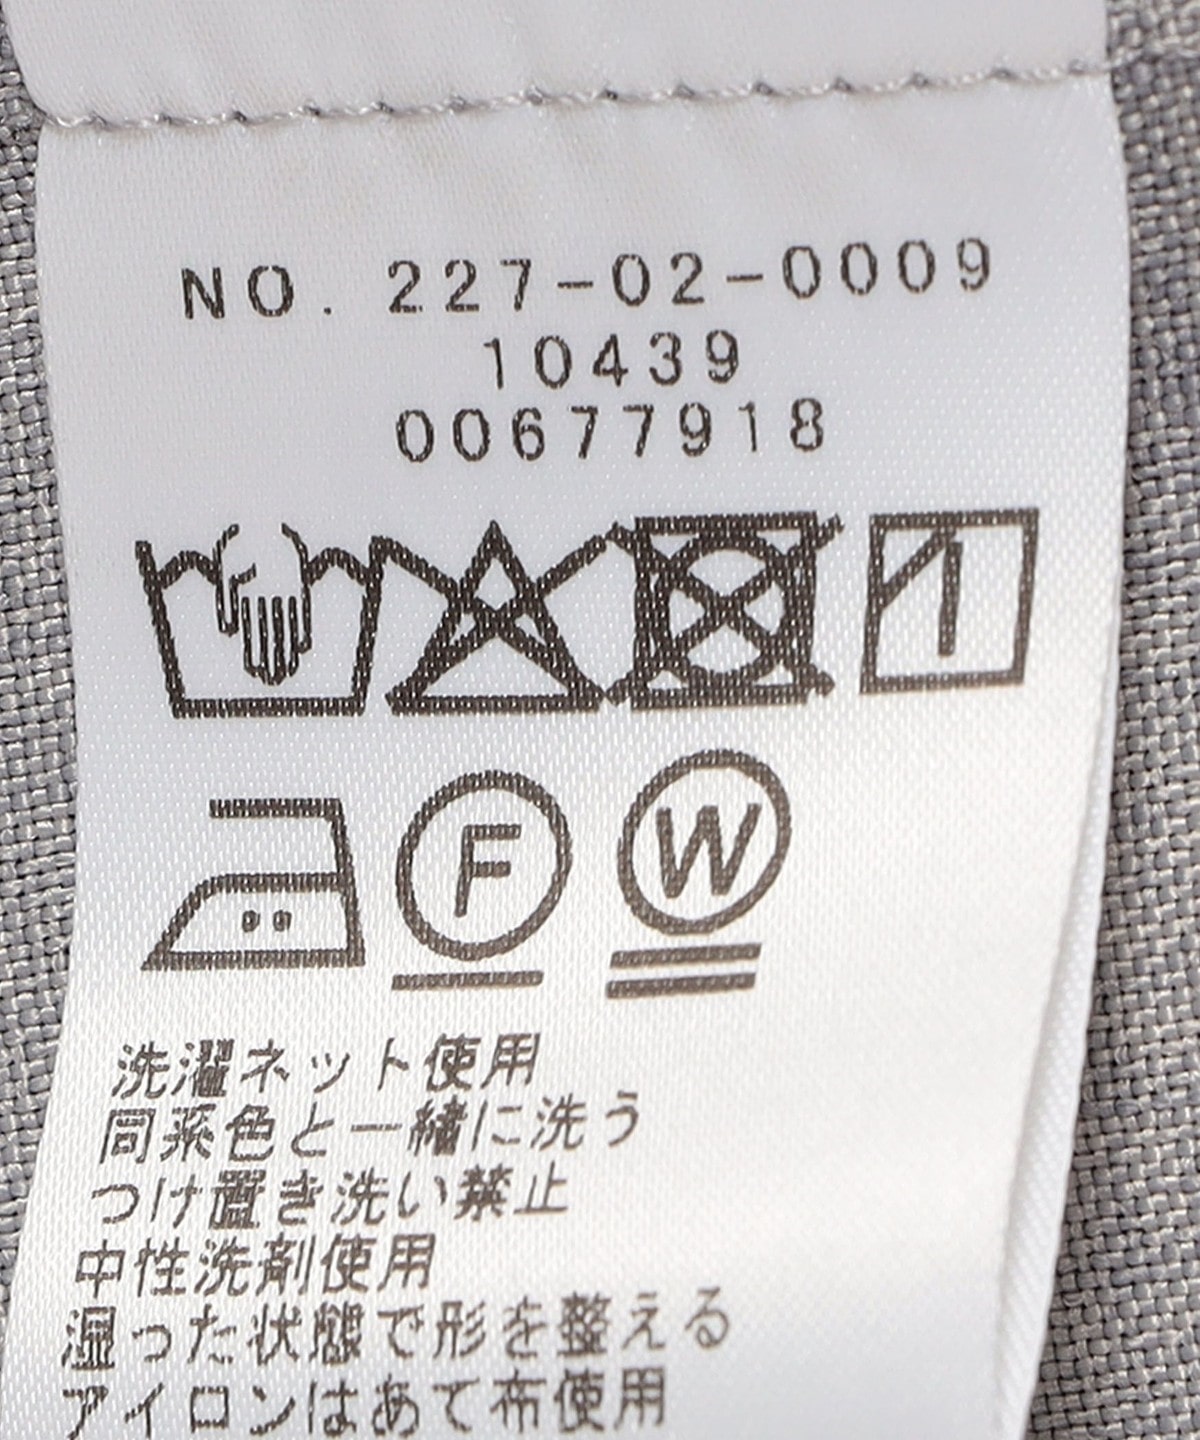 NO. 227-02-0009
10439
00677918
F W
洗濯ネット使用
同系色と一緒に洗う
つけ置き洗い禁止
中性洗剤使用
湿った状態で形を整える
アイロンはあて布使用